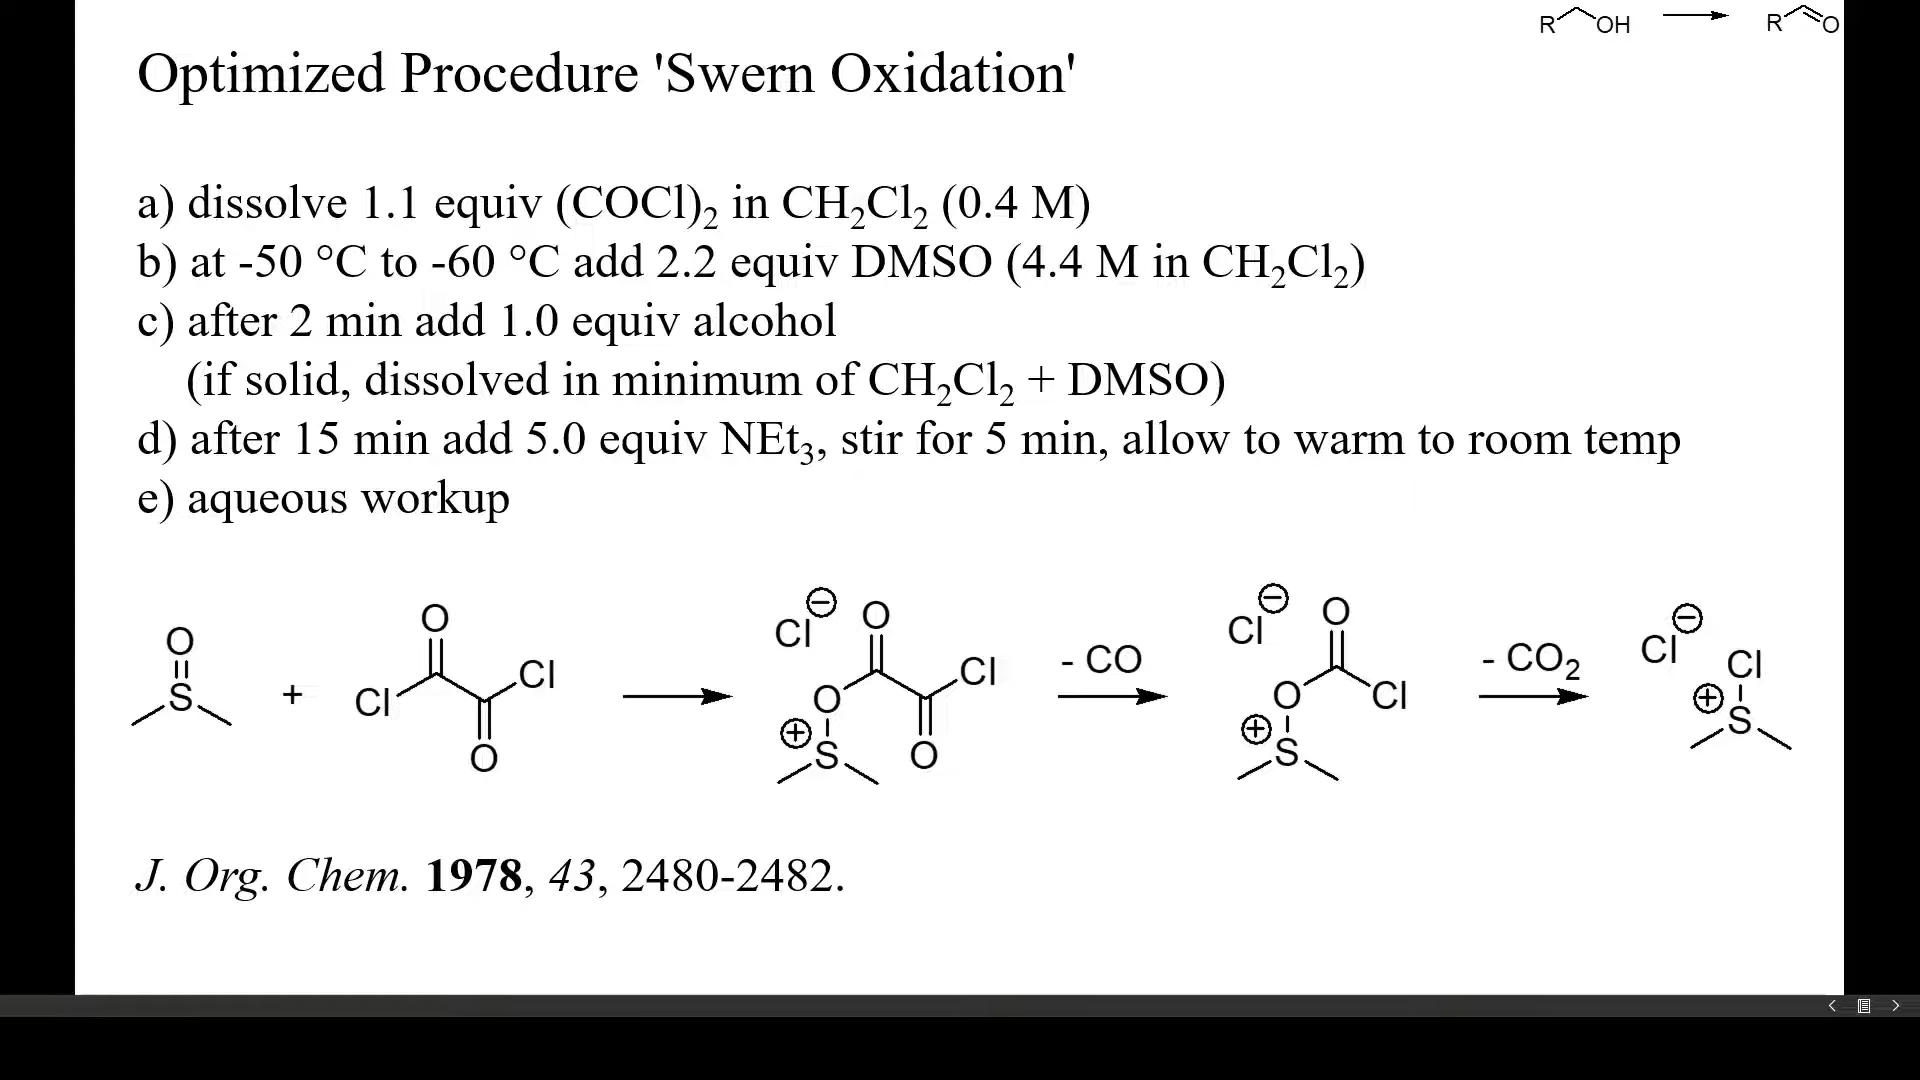 R OH R O
Optimized Procedure 'Swern Oxidation'
a) dissolve 1.1 equiv (COCl)₂ in CH₂Cl₂ (0.4 M)
b) at -50 °C to -60 °C add 2.2 equiv DMSO (4.4 M in CH₂Cl₂)
c) after 2 min add 1.0 equiv alcohol
(if solid, dissolved in minimum of CH₂Cl₂ + DMSO)
d) after 15 min add 5.0 equiv NEt₃, stir for 5 min, allow to warm to room temp
e) aqueous workup
O S + O Cl Cl O
Cl ⊖ O O Cl ⊕ S O
- CO
Cl ⊖ O O Cl ⊕ S
- CO₂
Cl ⊖ Cl ⊕ S
J. Org. Chem. 1978, 43, 2480-2482.